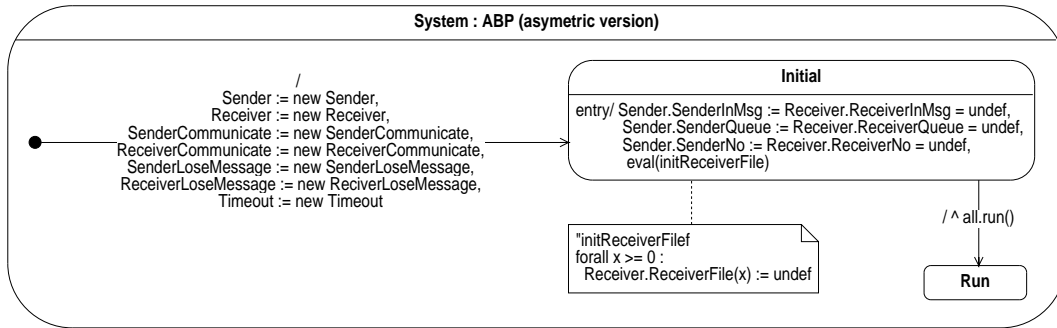 System : ABP (asymetric version)
/
Sender := new Sender,
Receiver := new Receiver,
SenderCommunicate := new SenderCommunicate,
ReceiverCommunicate := new ReceiverCommunicate,
SenderLoseMessage := new SenderLoseMessage,
ReceiverLoseMessage := new ReciverLoseMessage,
Timeout := new Timeout
Initial
entry/ Sender.SenderInMsg := Receiver.ReceiverInMsg = undef,
Sender.SenderQueue := Receiver.ReceiverQueue = undef,
Sender.SenderNo := Receiver.ReceiverNo = undef,
eval(initReceiverFile)
"initReceiverFilef
forall x >= 0 :
Receiver.ReceiverFile(x) := undef
/ ^ all.run()
Run